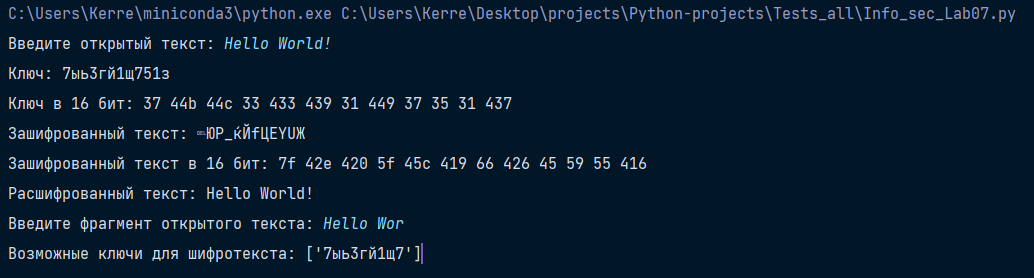 C:\Users\Kerre\miniconda3\python.exe C:\Users\Kerre\Desktop\projects\Python-projects\Tests_all\Info_sec_Lab07.py
Введите открытый текст: Hello World!
Ключ: 7ыь3гй1щ751з
Ключ в 16 бит: 37 44b 44c 33 433 439 31 449 37 35 31 437
Зашифрованный текст: ␡ЮР_ќЙfЦEYUЖ
Зашифрованный текст в 16 бит: 7f 42e 420 5f 45c 419 66 426 45 59 55 416
Расшифрованный текст: Hello World!
Введите фрагмент открытого текста: Hello Wor
Возможные ключи для шифротекста: ['7ыь3гй1щ7']